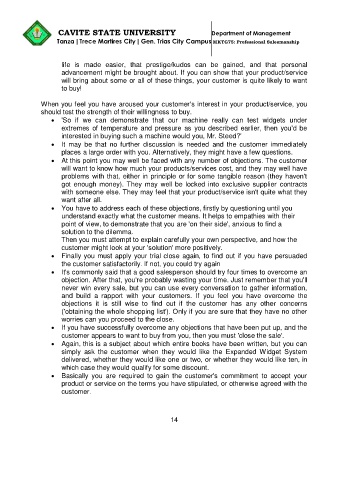 CAVITE STATE UNIVERSITY
Department of Management
Tanza |Trece Martires City | Gen. Trias City Campus
MKTG75: Professional Salesmanship
life is made easier, that prestige/kudos can be gained, and that personal
advancement might be brought about. If you can show that your product/service
will bring about some or all of these things, your customer is quite likely to want
to buy!
When you feel you have aroused your customer's interest in your product/service, you
should test the strength of their willingness to buy.
• 'So if we can demonstrate that our machine really can test widgets under
extremes of temperature and pressure as you described earlier, then you'd be
interested in buying such a machine would you, Mr. Steed?'
• It may be that no further discussion is needed and the customer immediately
places a large order with you. Alternatively, they might have a few questions.
• At this point you may well be faced with any number of objections. The customer
will want to know how much your products/services cost, and they may well have
problems with that, either in principle or for some tangible reason (they haven't
got enough money). They may well be locked into exclusive supplier contracts
with someone else. They may feel that your product/service isn't quite what they
want after all.
• You have to address each of these objections, firstly by questioning until you
understand exactly what the customer means. It helps to empathies with their
point of view, to demonstrate that you are 'on their side', anxious to find a
solution to the dilemma.
Then you must attempt to explain carefully your own perspective, and how the
customer might look at your 'solution' more positively.
• Finally you must apply your trial close again, to find out if you have persuaded
the customer satisfactorily. If not, you could try again
• It's commonly said that a good salesperson should try four times to overcome an
objection. After that, you're probably wasting your time. Just remember that you'll
never win every sale, but you can use every conversation to gather information,
and build a rapport with your customers. If you feel you have overcome the
objections it is still wise to find out if the customer has any other concerns
('obtaining the whole shopping list'). Only if you are sure that they have no other
worries can you proceed to the close.
• If you have successfully overcome any objections that have been put up, and the
customer appears to want to buy from you, then you must 'close the sale'.
• Again, this is a subject about which entire books have been written, but you can
simply ask the customer when they would like the Expanded Widget System
delivered, whether they would like one or two, or whether they would like ten, in
which case they would qualify for some discount.
• Basically you are required to gain the customer's commitment to accept your
product or service on the terms you have stipulated, or otherwise agreed with the
customer.
14